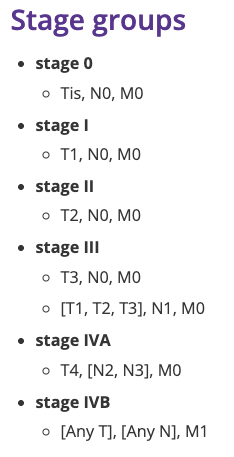 Stage groups
stage 0
Tis, N0, M0
stage I
T1, N0, M0
stage II
T2, N0, M0
stage III
T3, N0, M0
[T1, T2, T3], N1, M0
stage IVA
T4, [N2, N3], M0
stage IVB
[Any T], [Any N], M1